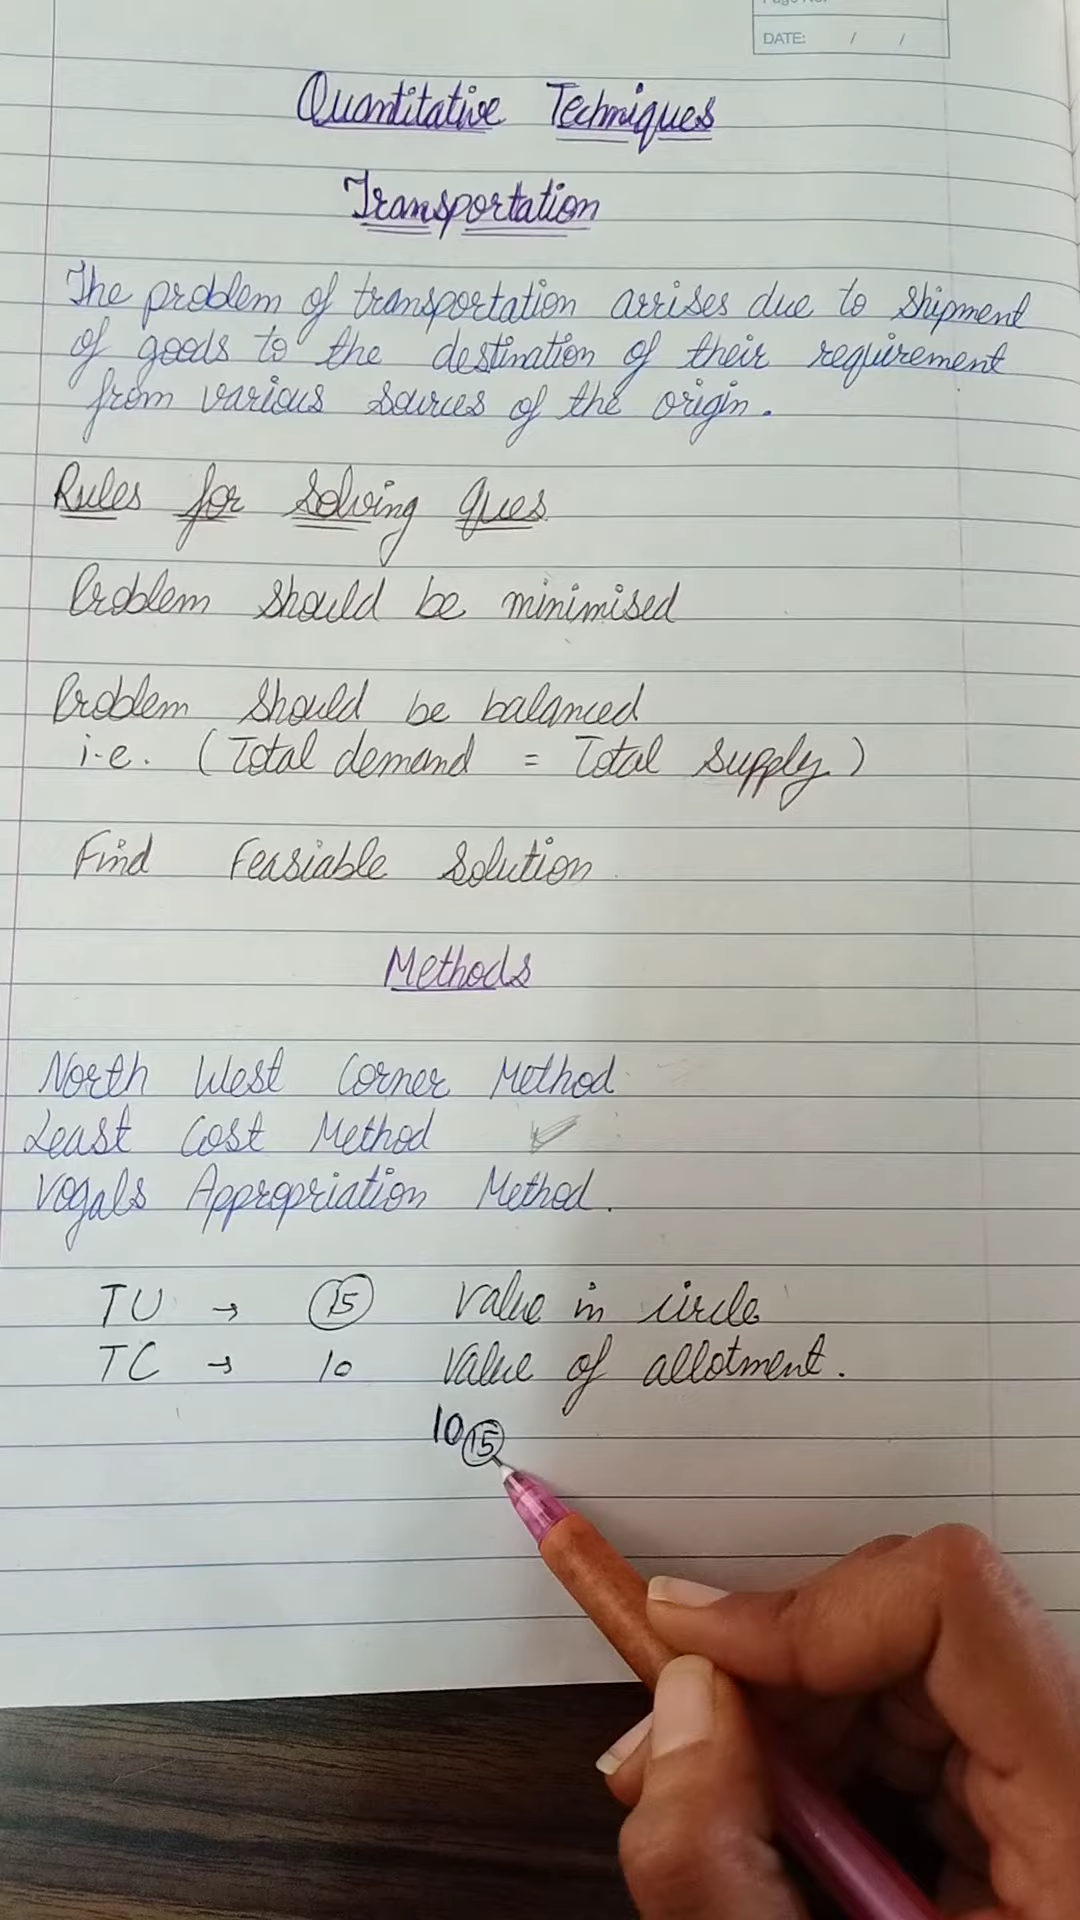 Page No.
DATE: / /
Quantitative Techniques
Transportation
The problem of transportation arrises due to shipment
of goods to the destination of their requirement
from various sources of the origin.
Rules for Solving Ques
Problem should be minimised
Problem should be balanced
i.e. (Total demand = Total supply)
Find Feasiable Solution
Methods
North West Corner Method
Least Cost Method
Vogals Appropriation Method.
TU → 15 Value in circle
TC → 10 Value of allotment.
10 15